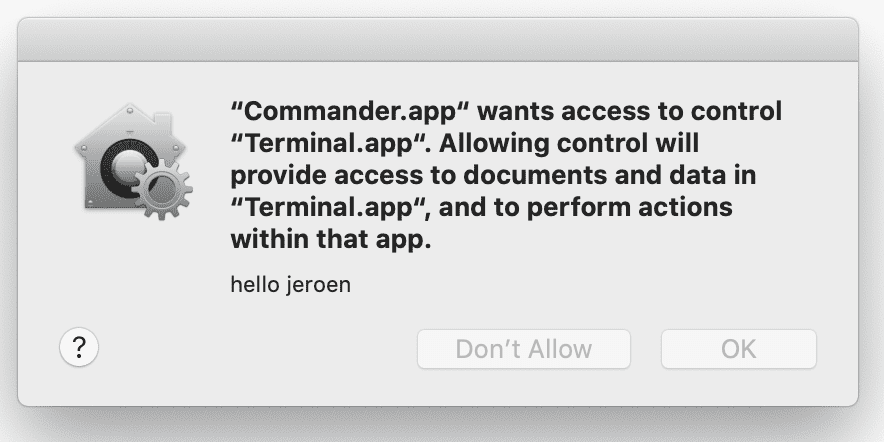 “Commander.app“ wants access to control
“Terminal.app“. Allowing control will
provide access to documents and data in
“Terminal.app“, and to perform actions
within that app.
hello jeroen
?
Don’t Allow
OK